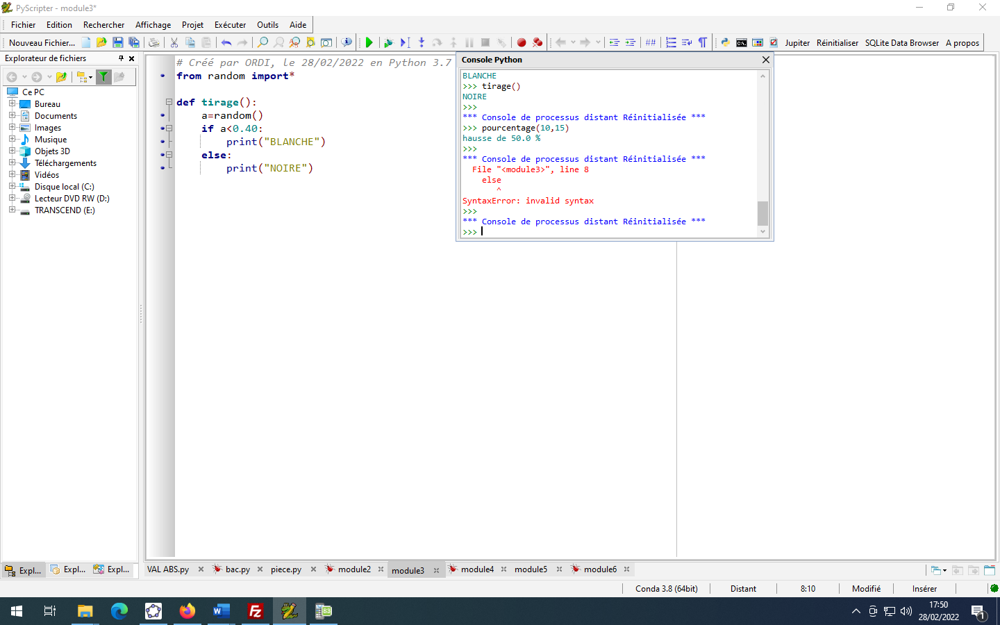 PyScripter - module3*
Fichier Edition Rechercher Affichage Projet Exécuter Outils Aide
Nouveau Fichier... ## Jupiter Réinitialiser SQLite Data Browser A propos
Explorateur de fichiers
Ce PC
Bureau
Documents
Images
Musique
Objets 3D
Téléchargements
Vidéos
Disque local (C:)
Lecteur DVD RW (D:)
TRANSCEND (E:)
Expl... Expl... Expl...
# Créé par ORDI, le 28/02/2022 en Python 3.7
from random import*
def tirage():
a=random()
if a<0.40:
print("BLANCHE")
else:
print("NOIRE")
Console Python
BLANCHE
>>> tirage()
NOIRE
>>>
*** Console de processus distant Réinitialisée ***
>>> pourcentage(10,15)
hausse de 50.0 %
>>>
*** Console de processus distant Réinitialisée ***
File "<module3>", line 8
else
^
SyntaxError: invalid syntax
>>>
*** Console de processus distant Réinitialisée ***
>>>
VAL ABS.py bac.py piece.py module2 module3 module4 module5 module6
Conda 3.8 (64bit) Distant 8:10 Modifié Insérer
17:50
28/02/2022
1